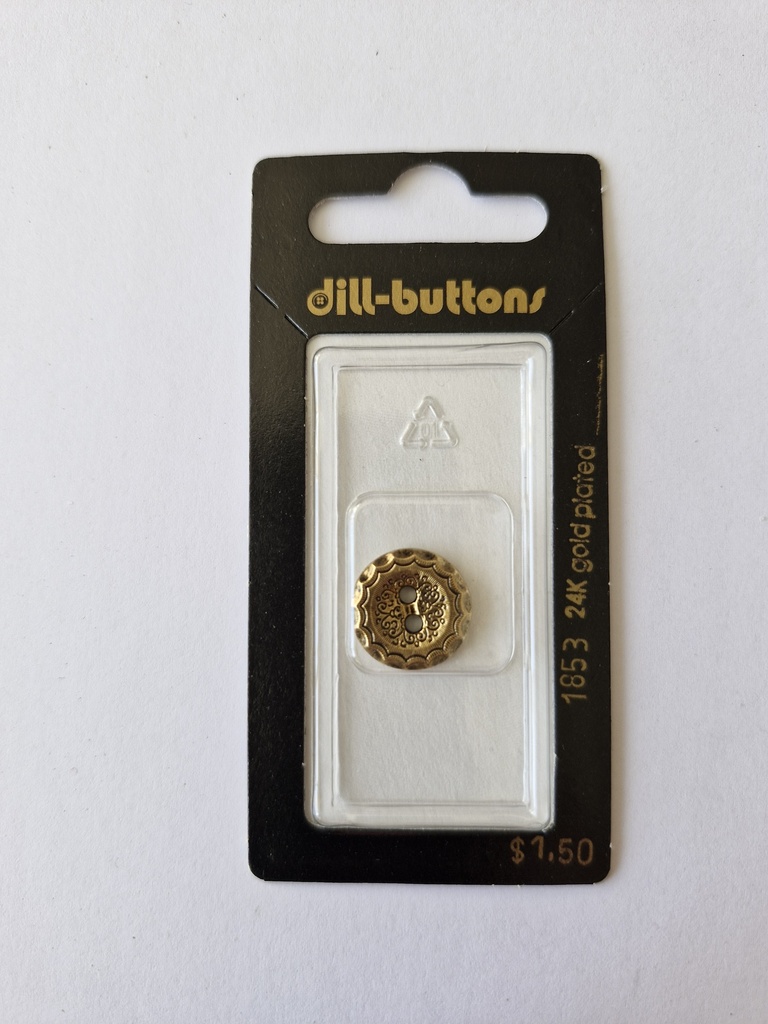 dill-buttons
1853 24K gold plated
$1.50